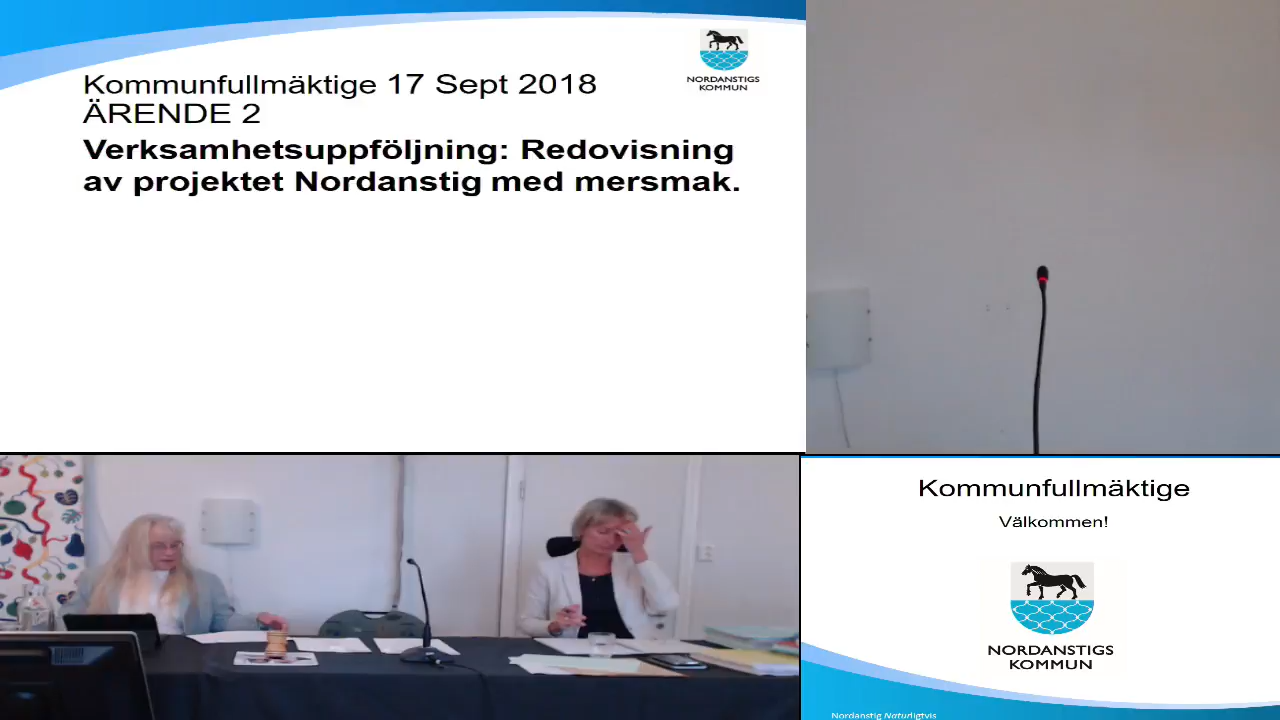 Kommunfullmäktige 17 Sept 2018
ÄRENDE 2
Verksamhetsuppföljning: Redovisning
av projektet Nordanstig med mersmak.
NORDANSTIGS
KOMMUN
Kommunfullmäktige
Välkommen!
NORDANSTIGS
KOMMUN
Nordanstig Naturligtvis